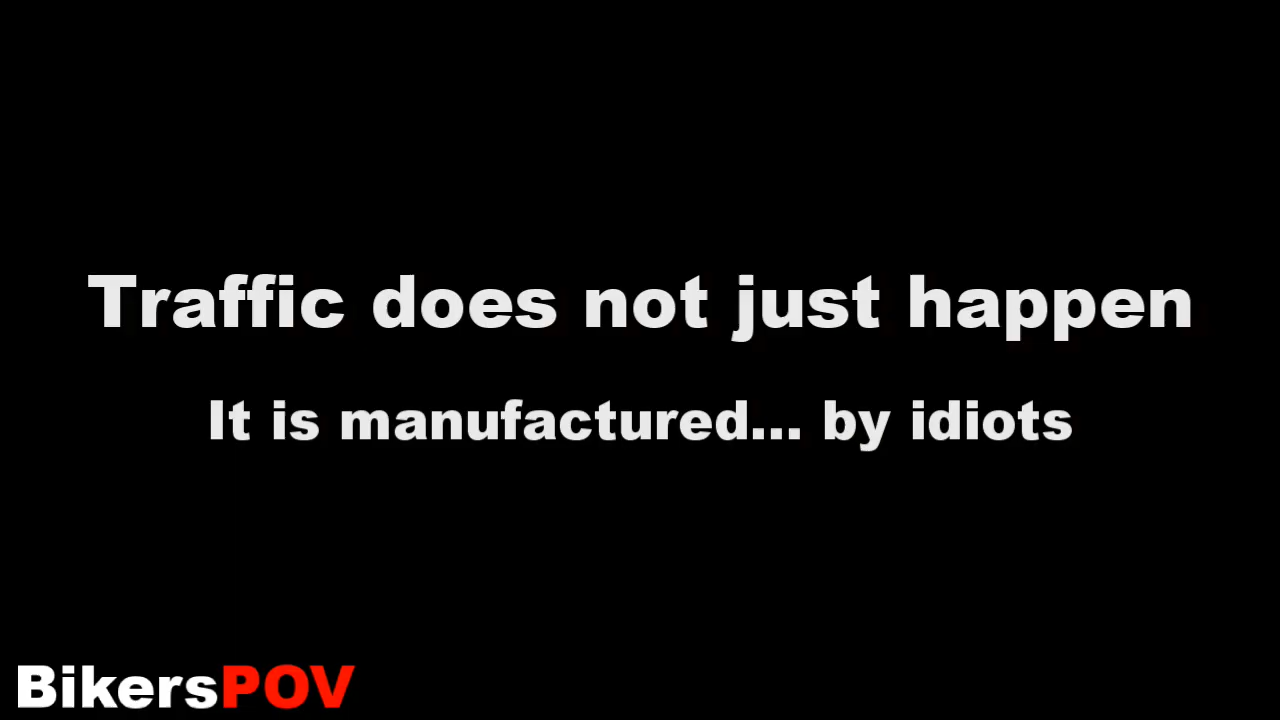 Traffic does not just happen
It is manufactured... by idiots
BikersPOV